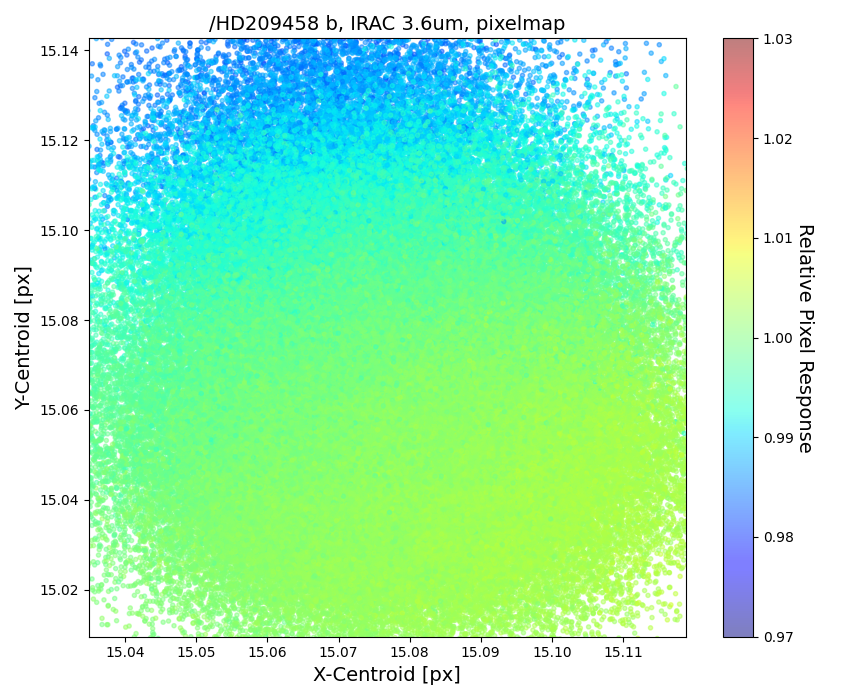 /HD209458 b, IRAC 3.6um, pixelmap
15.14
15.12
15.10
15.08
15.06
15.04
15.02
Y-Centroid [px]
15.04 15.05 15.06 15.07 15.08 15.09 15.10 15.11
X-Centroid [px]
1.03
1.02
1.01
1.00
0.99
0.98
0.97
Relative Pixel Response